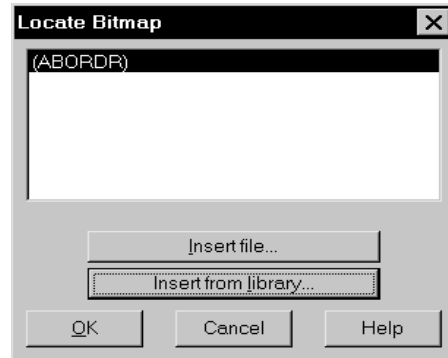 Locate Bitmap
(ABORDR)
Insert file...
Insert from library...
OK Cancel Help